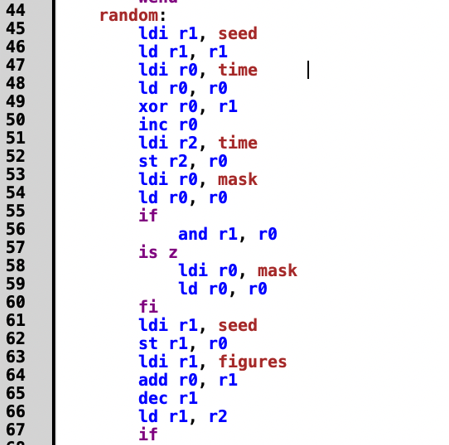 44 wend
45 random:
46 ldi r1, seed
47 ld r1, r1
48 ldi r0, time
49 ld r0, r0
50 xor r0, r1
51 inc r0
52 ldi r2, time
53 st r2, r0
54 ldi r0, mask
55 ld r0, r0
56 if
57 and r1, r0
58 is z
59 ldi r0, mask
60 ld r0, r0
61 fi
62 ldi r1, seed
63 st r1, r0
64 ldi r1, figures
65 add r0, r1
66 dec r1
67 ld r1, r2
if